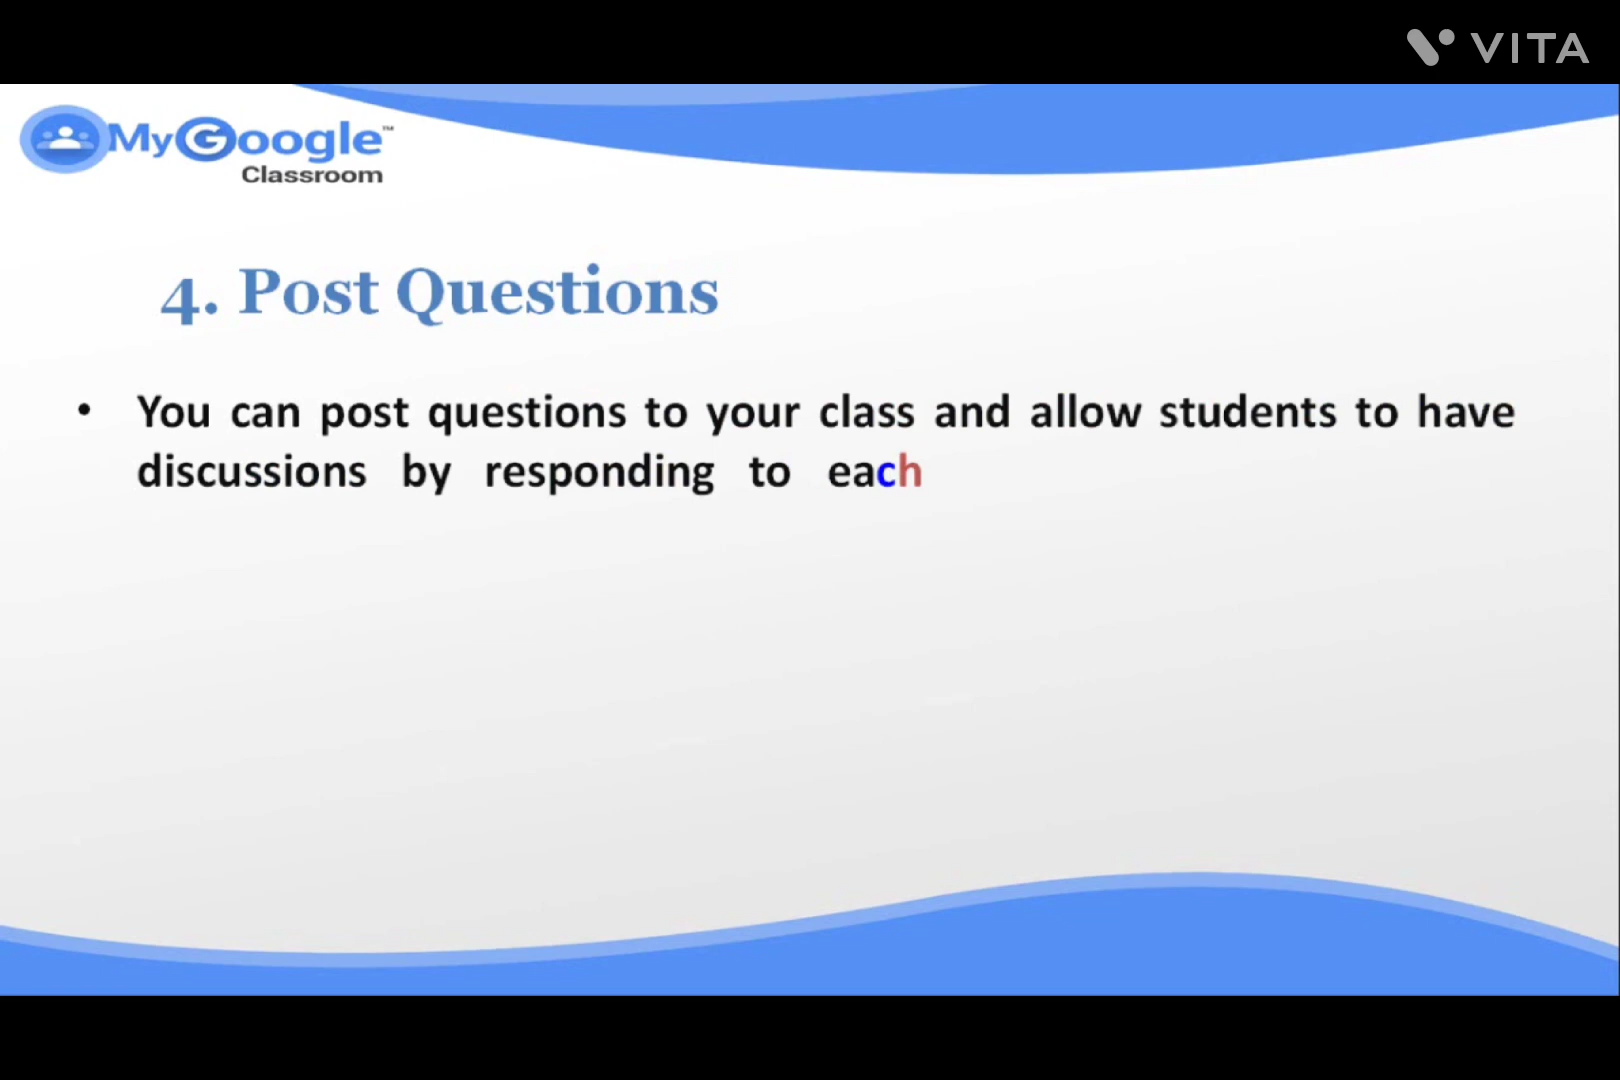 VITA
MyGoogle™
Classroom
4. Post Questions
• You can post questions to your class and allow students to have
discussions by responding to each